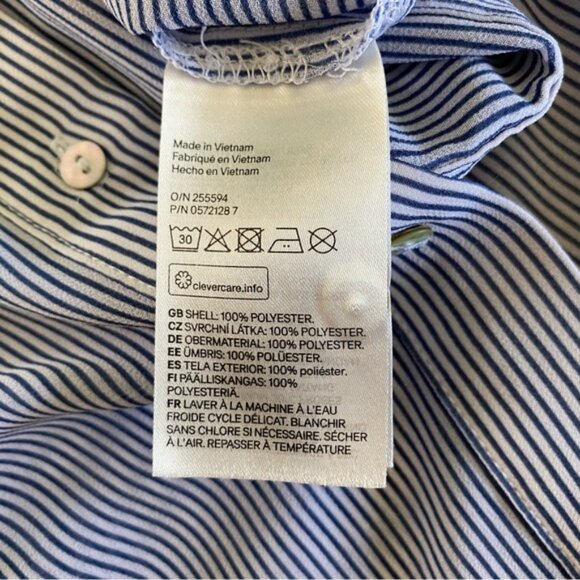 Made in Vietnam
Fabriqué en Vietnam
Hecho en Vietnam
O/N 255594
P/N 0572128 7
30
clevercare.info
GB SHELL: 100% POLYESTER.
CZ SVRCHNÍ LÁTKA: 100% POLYESTER.
DE OBERMATERIAL: 100% POLYESTER.
EE ÜMBRIS: 100% POLÜESTER.
ES TELA EXTERIOR: 100% poliéster.
FI PÄÄLLISKANGAS: 100%
POLYESTERIÄ.
FR LAVER À LA MACHINE À L'EAU
FROIDE CYCLE DÉLICAT. BLANCHIR
SANS CHLORE SI NÉCESSAIRE. SÉCHER
À L'AIR. REPASSER À TEMPÉRATURE